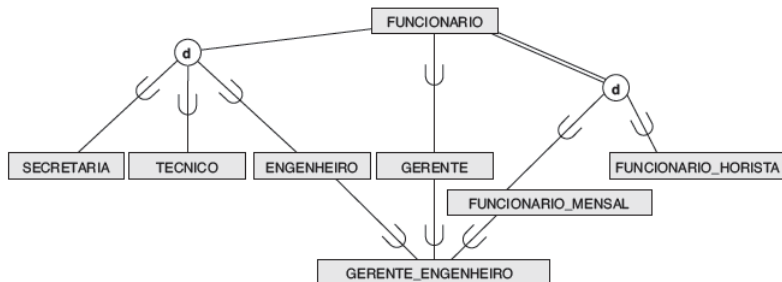 FUNCIONARIO
d
d
SECRETARIA
TECNICO
ENGENHEIRO
GERENTE
FUNCIONARIO_HORISTA
FUNCIONARIO_MENSAL
GERENTE_ENGENHEIRO